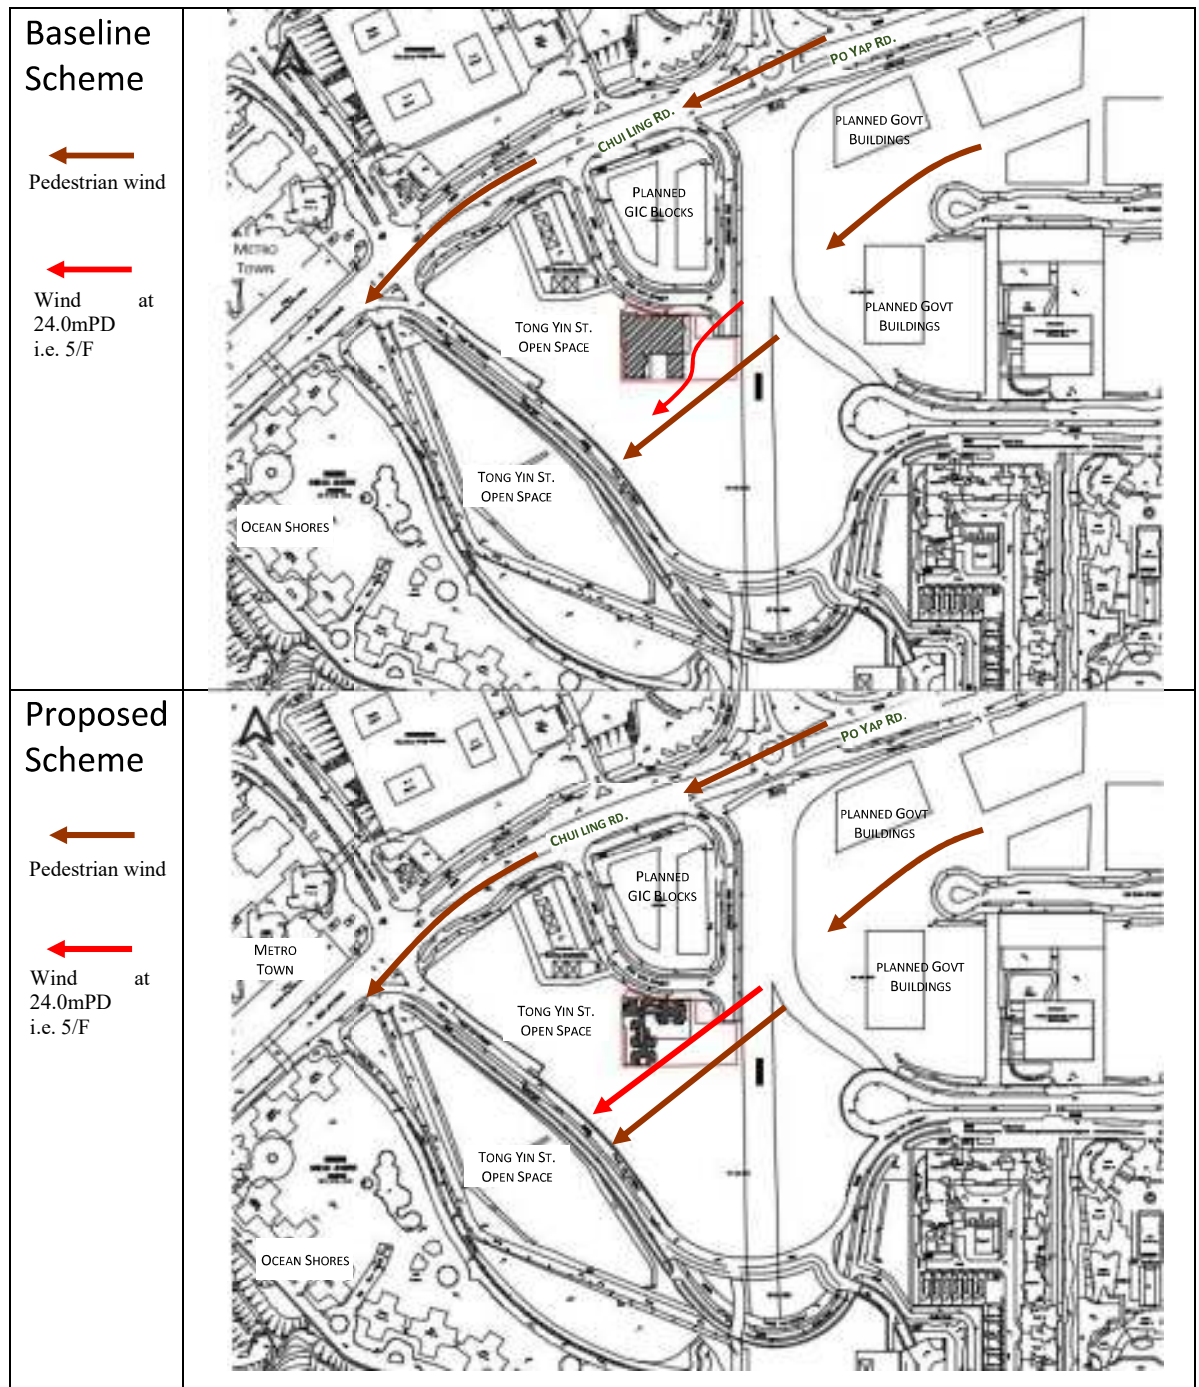 Baseline
Scheme
Pedestrian wind
Wind at
24.0mPD
i.e. 5/F
PO YAP RD.
CHUI LING RD.
PLANNED GOVT
BUILDINGS
PLANNED
GIC BLOCKS
METRO
TOWN
PLANNED GOVT
BUILDINGS
TONG YIN ST.
OPEN SPACE
TONG YIN ST.
OPEN SPACE
OCEAN SHORES
Proposed
Scheme
Pedestrian wind
Wind at
24.0mPD
i.e. 5/F
PO YAP RD.
CHUI LING RD.
PLANNED GOVT
BUILDINGS
PLANNED
GIC BLOCKS
METRO
TOWN
PLANNED GOVT
BUILDINGS
TONG YIN ST.
OPEN SPACE
TONG YIN ST.
OPEN SPACE
OCEAN SHORES